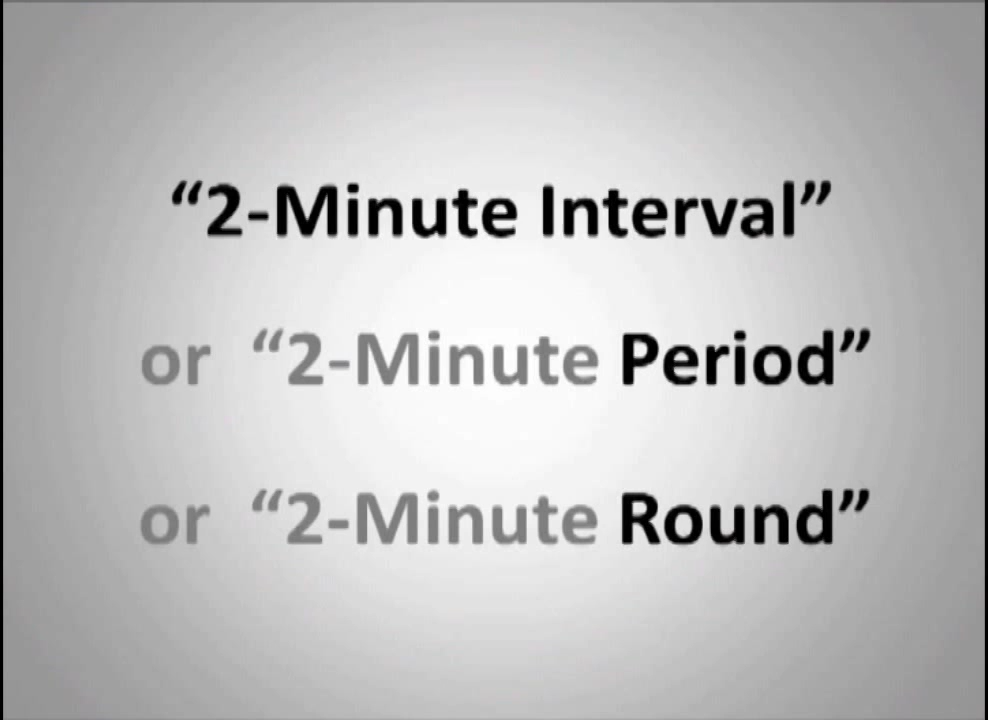 “2-Minute Interval”
or “2-Minute Period”
or “2-Minute Round”